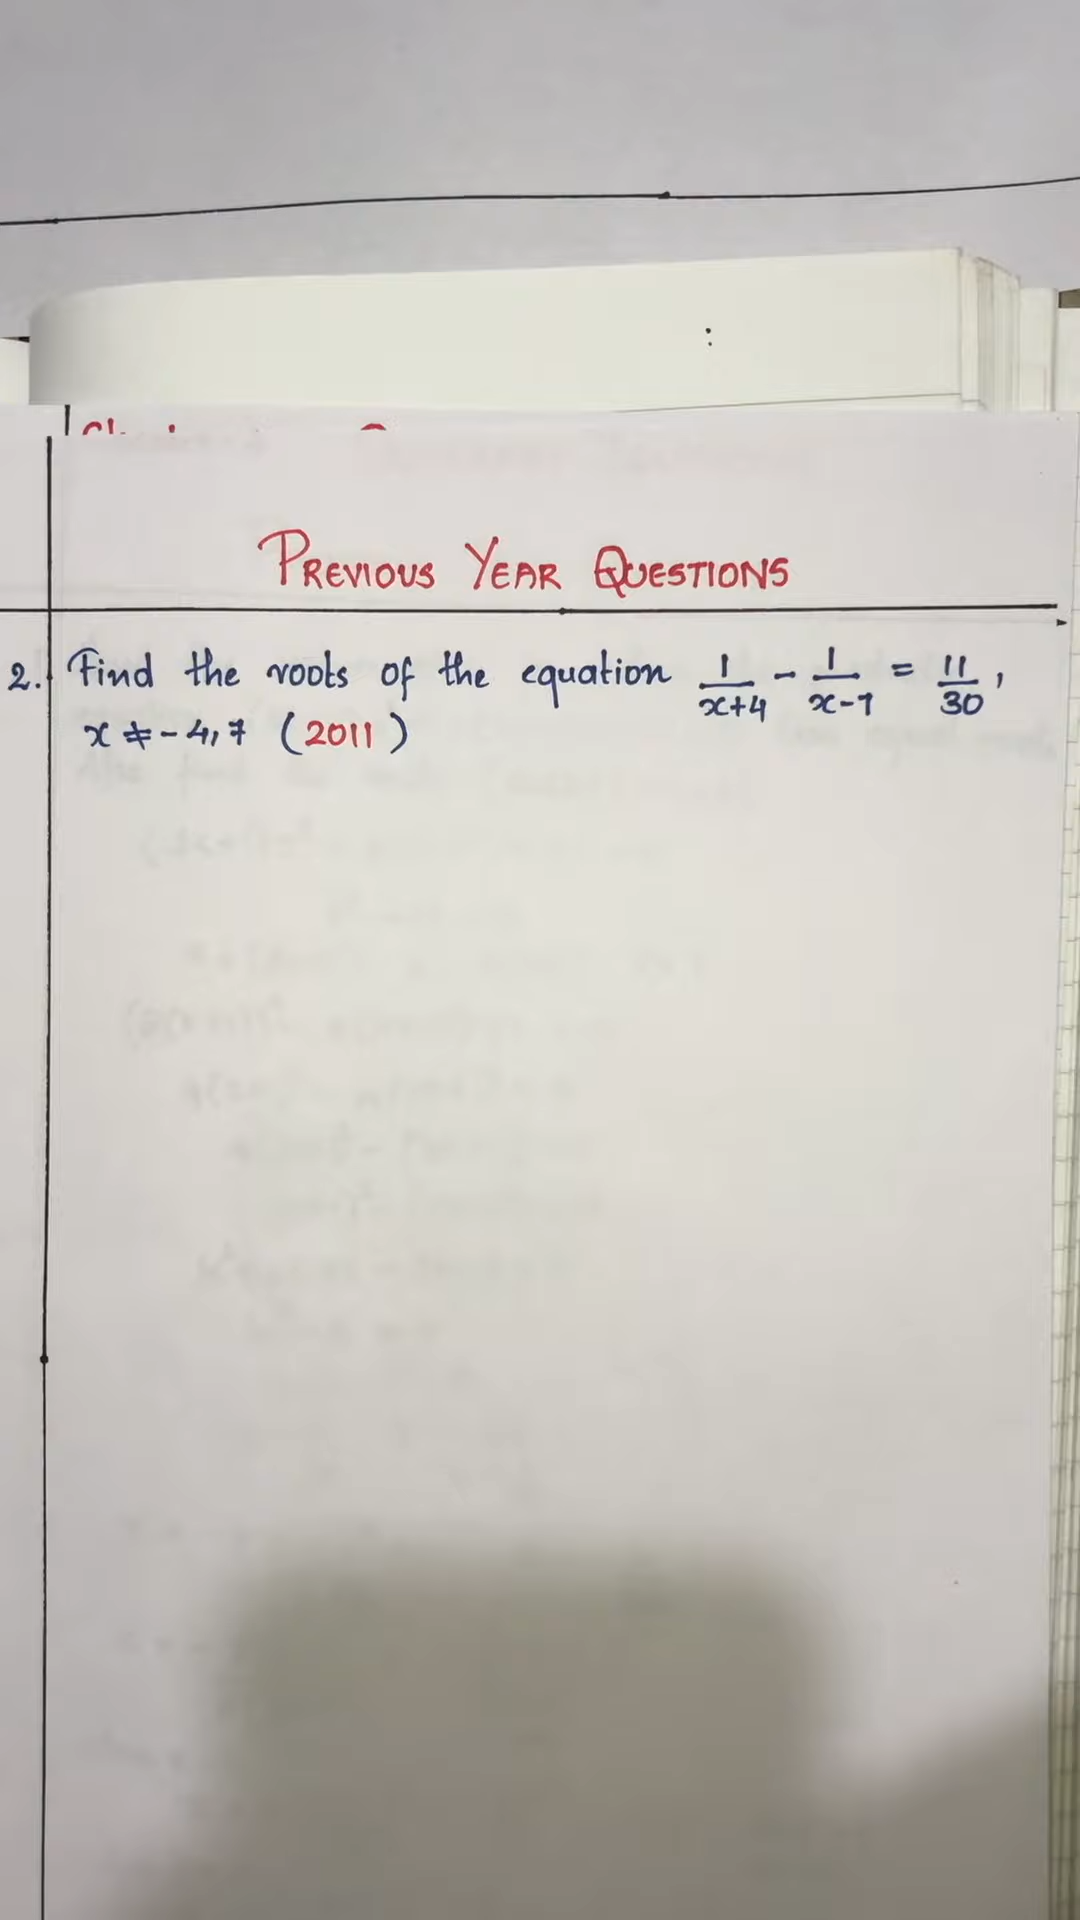 PREVIOUS YEAR QUESTIONS
2. Find the roots of the equation 1/(x+4) - 1/(x-7) = 11/30,
x ≠ -4, 7 (2011)